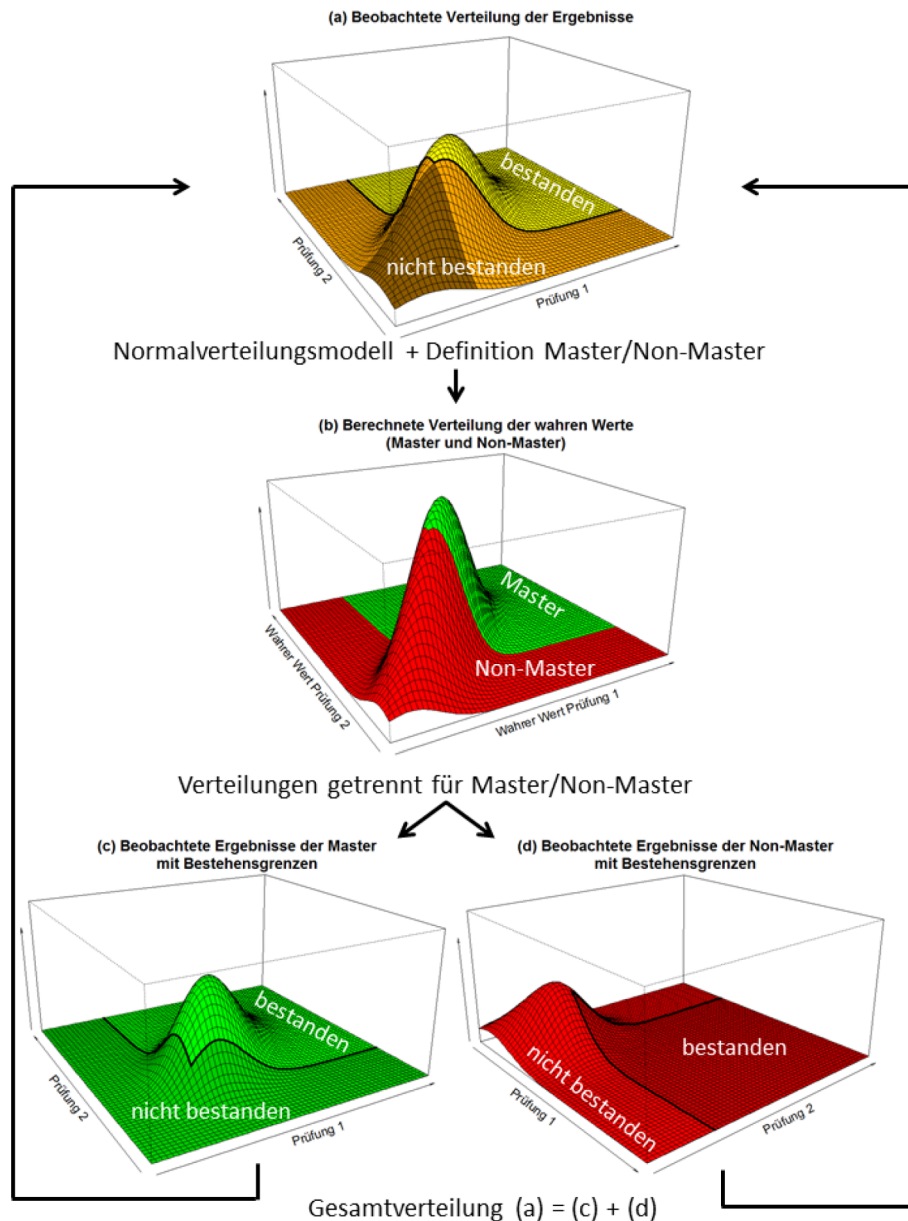 (a) Beobachtete Verteilung der Ergebnisse
bestanden
nicht bestanden
Prüfung 2
Prüfung 1
Normalverteilungsmodell + Definition Master/Non-Master
(b) Berechnete Verteilung der wahren Werte
(Master und Non-Master)
Master
Non-Master
Wahrer Wert Prüfung 2
Wahrer Wert Prüfung 1
Verteilungen getrennt für Master/Non-Master
(c) Beobachtete Ergebnisse der Master
mit Bestehensgrenzen
bestanden
nicht bestanden
Prüfung 2
Prüfung 1
(d) Beobachtete Ergebnisse der Non-Master
mit Bestehensgrenzen
bestanden
nicht bestanden
Prüfung 1
Prüfung 2
Gesamtverteilung (a) = (c) + (d)